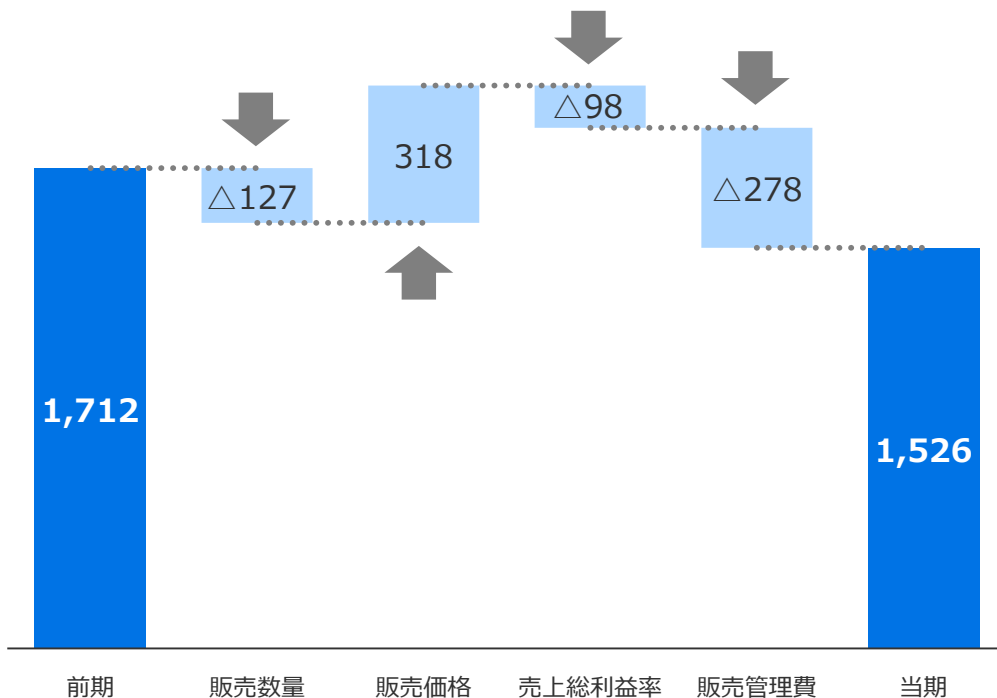 △98
318
△278
△127
1,712
1,526
前期
販売数量
販売価格
売上総利益率
販売管理費
当期